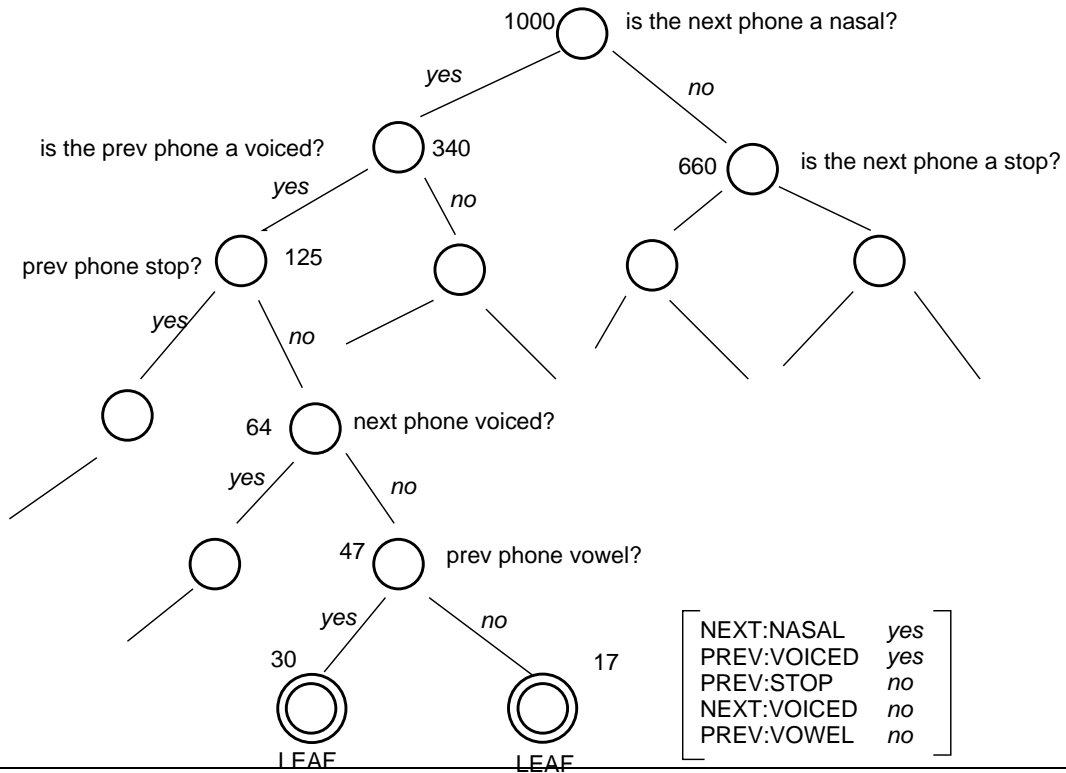 1000 is the next phone a nasal?
yes
no
is the prev phone a voiced? 340
660 is the next phone a stop?
yes
no
prev phone stop? 125
yes
no
64 next phone voiced?
yes
no
47 prev phone vowel?
yes
no
30
17
LEAF
LEAF
NEXT:NASAL yes
PREV:VOICED yes
PREV:STOP no
NEXT:VOICED no
PREV:VOWEL no